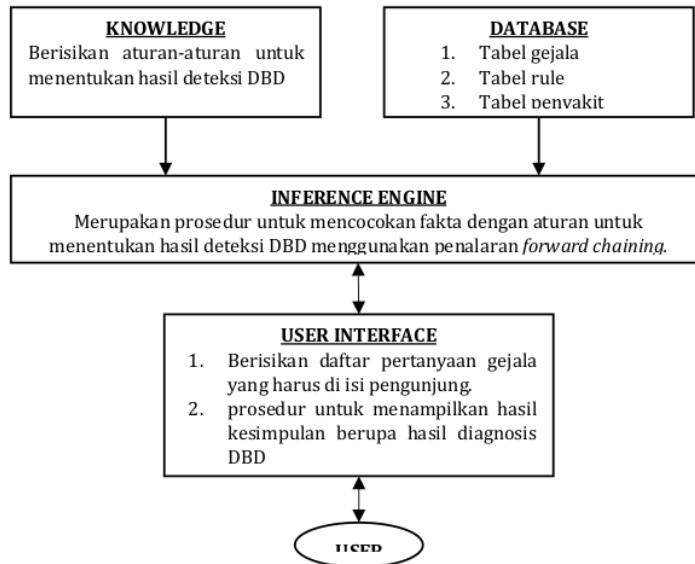 KNOWLEDGE
Berisikan aturan-aturan untuk
menentukan hasil deteksi DBD
DATABASE
1. Tabel gejala
2. Tabel rule
3. Tabel penyakit
INFERENCE ENGINE
Merupakan prosedur untuk mencocokan fakta dengan aturan untuk
menentukan hasil deteksi DBD menggunakan penalaran forward chaining.
USER INTERFACE
1. Berisikan daftar pertanyaan gejala
yang harus di isi pengunjung.
2. prosedur untuk menampilkan hasil
kesimpulan berupa hasil diagnosis
DBD
USER